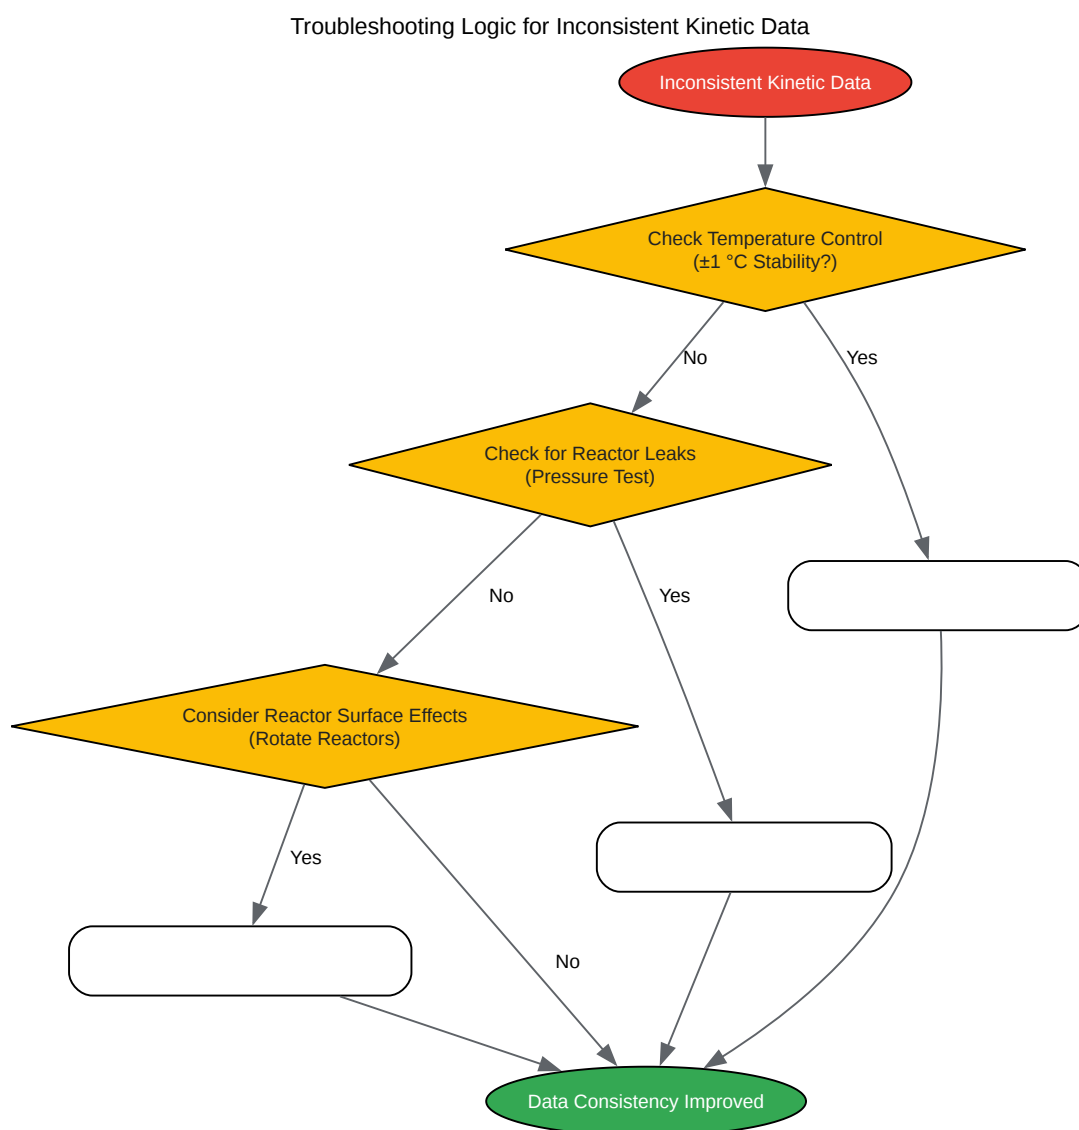 Troubleshooting Logic for Inconsistent Kinetic Data
Inconsistent Kinetic Data
Check Temperature Control
(±1 °C Stability?)
No
Yes
Check for Reactor Leaks
(Pressure Test)
No
Yes
Consider Reactor Surface Effects
(Rotate Reactors)
Yes
No
Data Consistency Improved